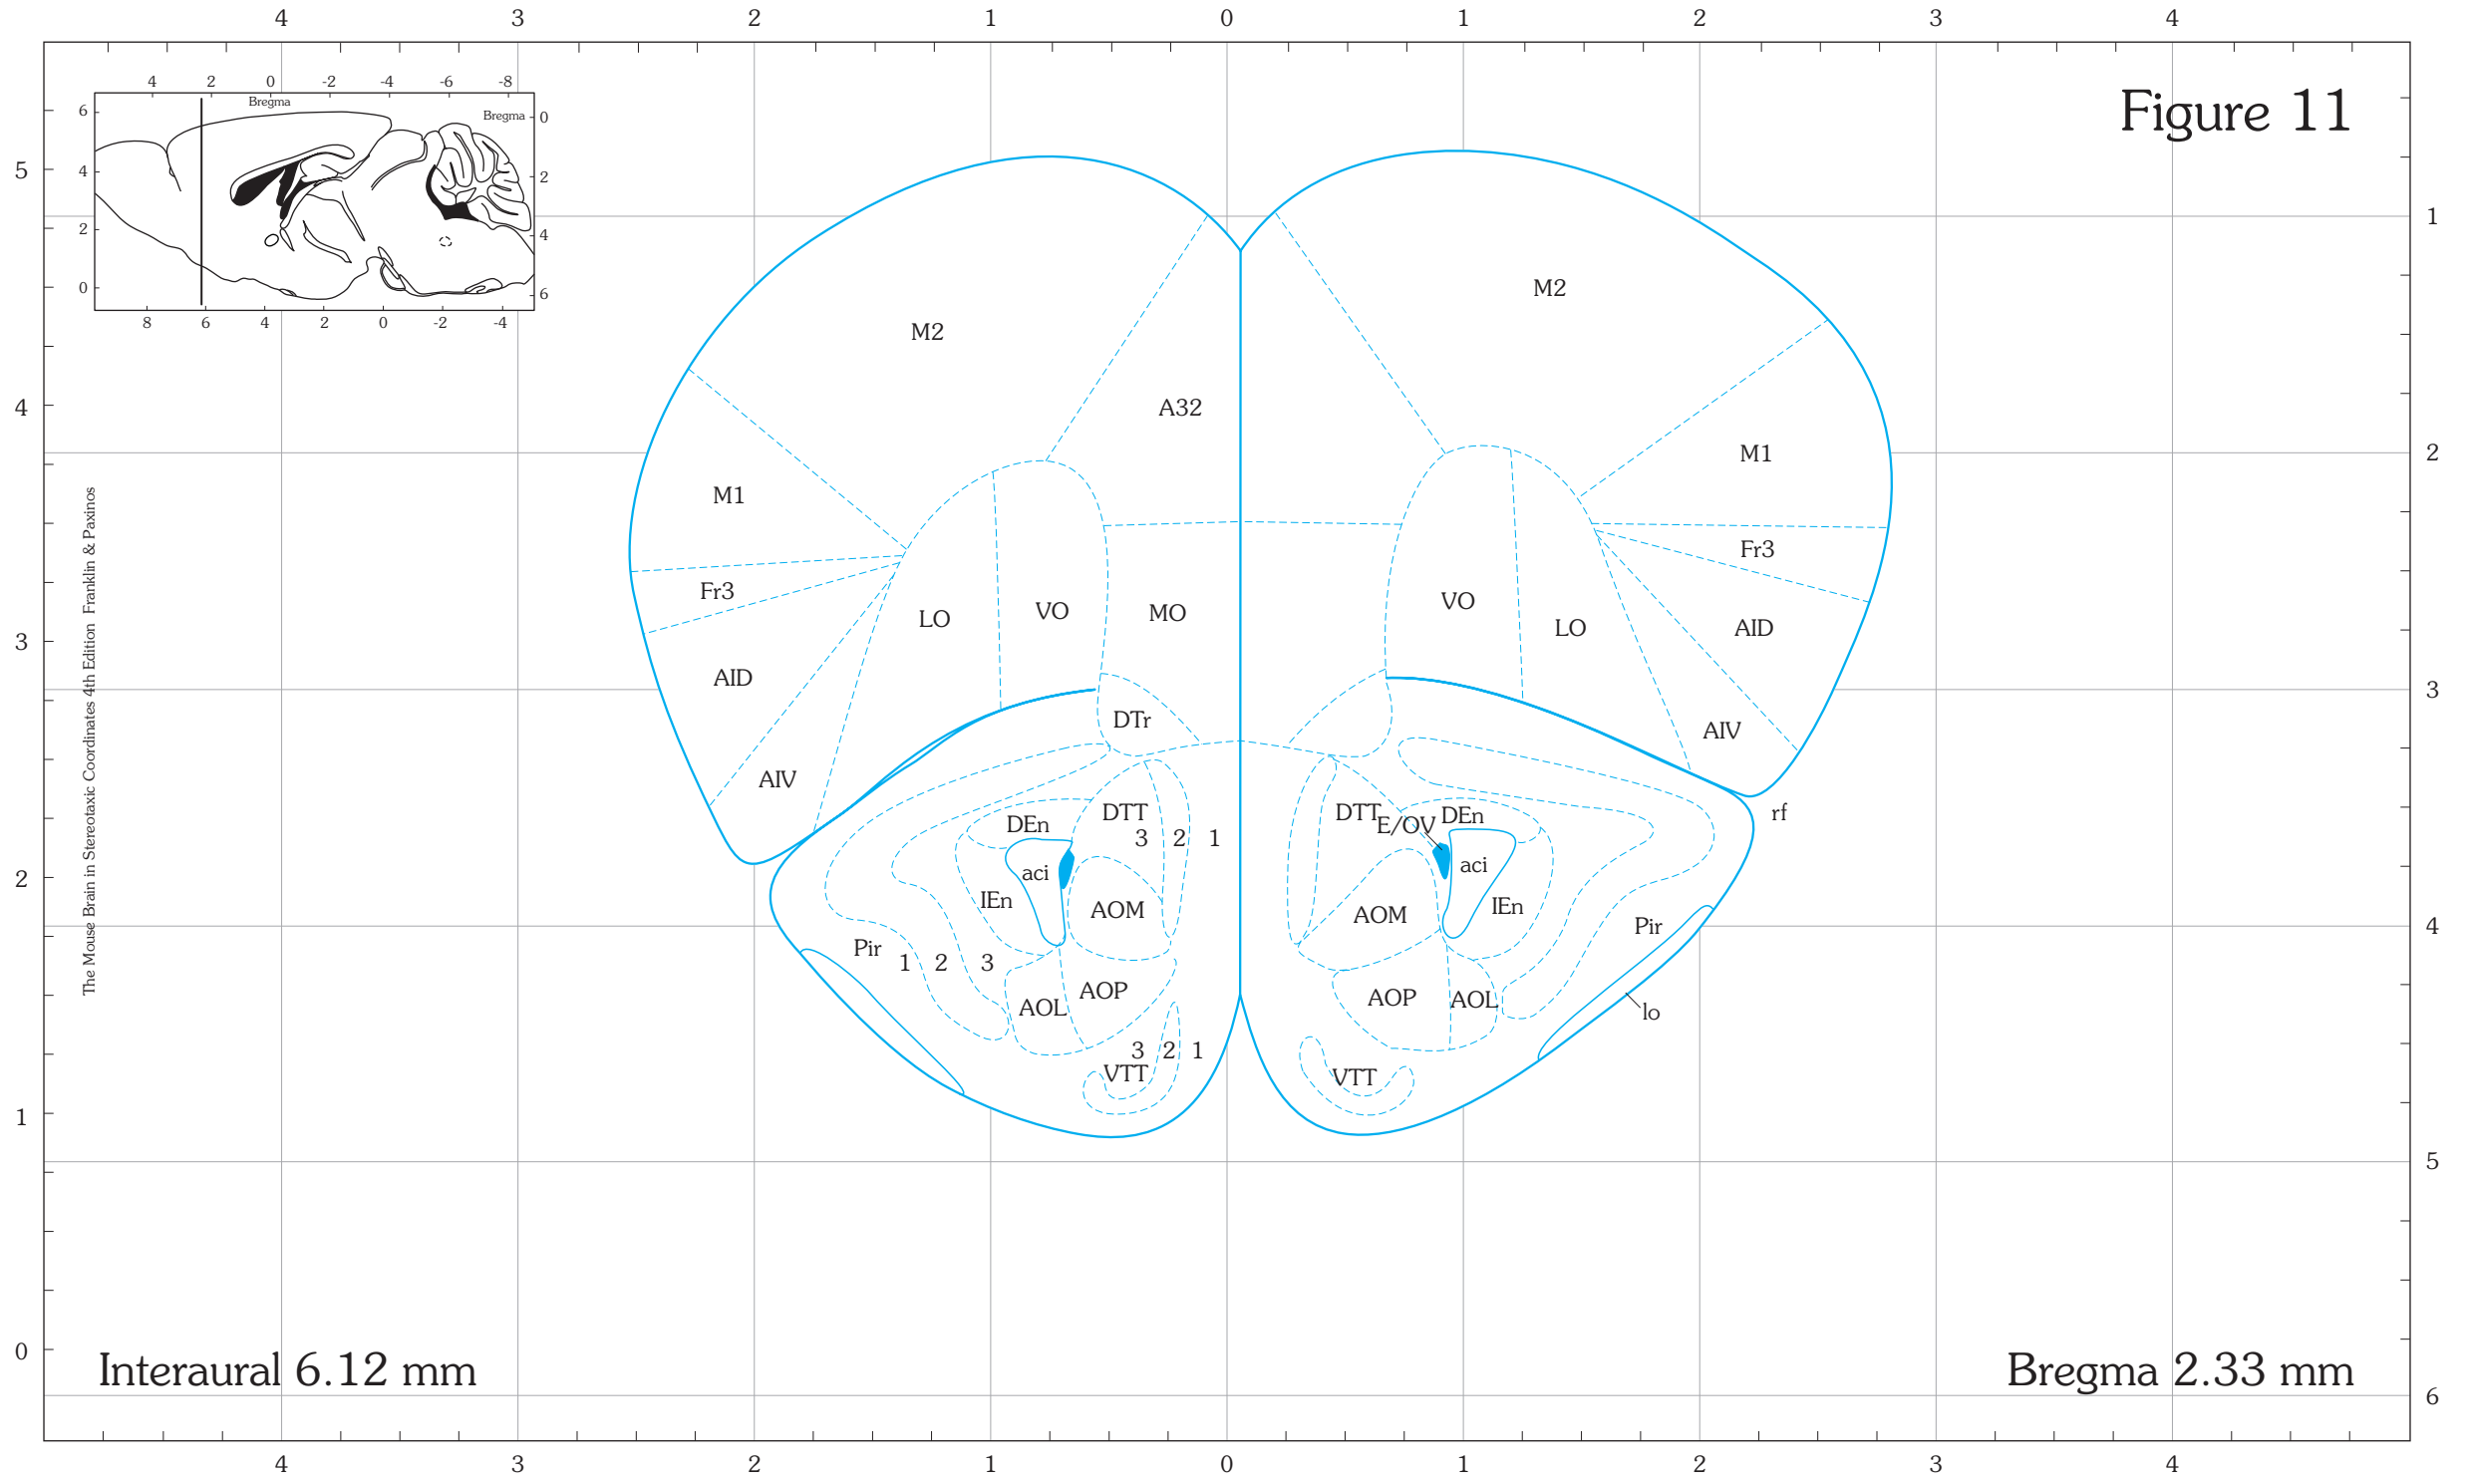 4 3 2 1 0 1 2 3 4
Figure 11
4 2 0 -2 -4 -6 -8
Bregma
Bregma
6 4 2 0
0 2 4 6
8 6 4 2 0 -2 -4
5 4 3 2 1 0
1 2 3 4 5 6
The Mouse Brain in Stereotaxic Coordinates 4th Edition Franklin & Paxinos
M2
M2
A32
M1
M1
Fr3
Fr3
LO
VO
MO
VO
LO
AID
AID
DTr
AIV
AIV
rf
DEn
DTT
3 2 1
DTT
E/OV
DEn
aci
aci
IEn
AOM
AOM
IEn
Pir
1 2 3
Pir
AOL
AOP
AOP
AOL
lo
3 2 1
VTT
VTT
Interaural 6.12 mm
Bregma 2.33 mm
4 3 2 1 0 1 2 3 4